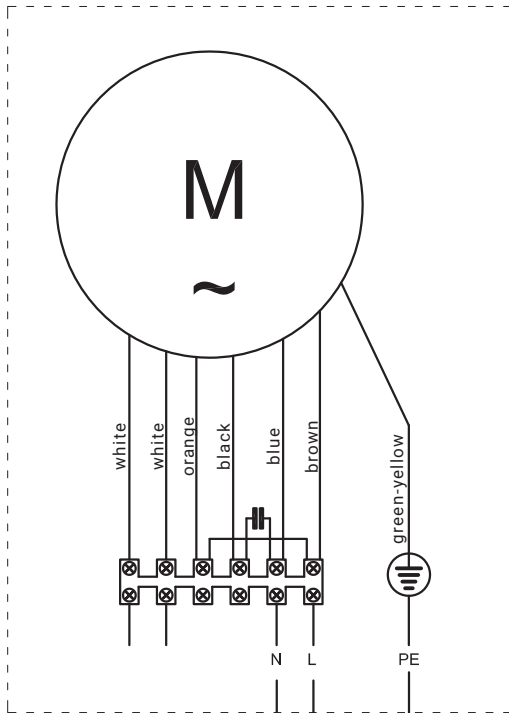 M
~
white
white
orange
black
blue
brown
green-yellow
N
L
PE